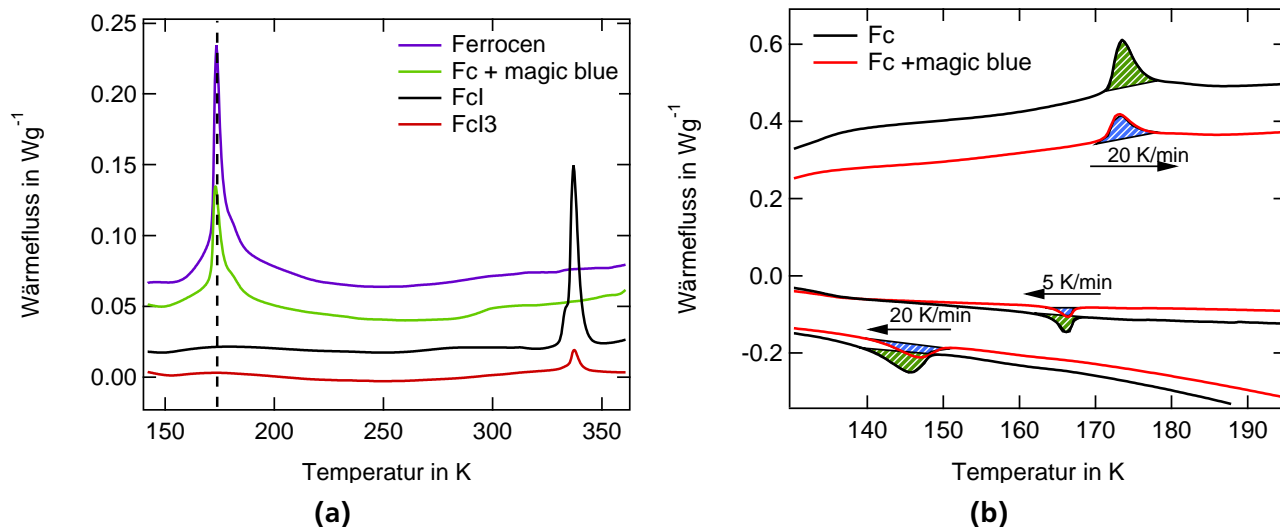 0.25
0.20
0.15
0.10
0.05
0.00
Wärmefluss in Wg⁻¹
Ferrocen
Fc + magic blue
FcI
FcI3
150
200
250
300
350
Temperatur in K
(a)
0.6
0.4
0.2
0.0
-0.2
Wärmefluss in Wg⁻¹
Fc
Fc +magic blue
20 K/min
5 K/min
20 K/min
140
150
160
170
180
190
Temperatur in K
(b)